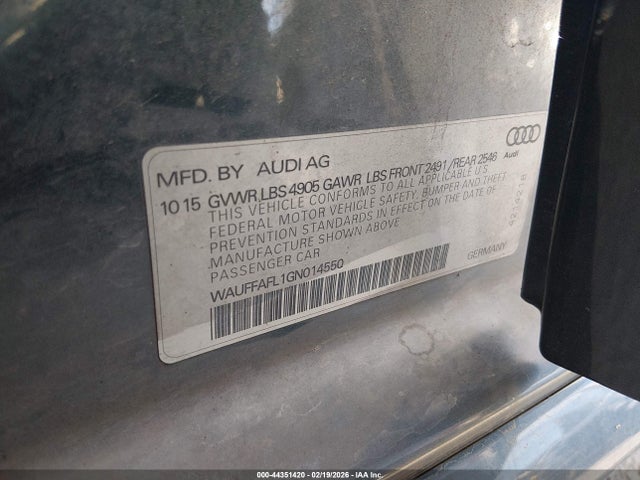 MFD. BY AUDI AG
10 15 GVWR LBS 4905 GAWR LBS FRONT 2491/REAR 2546
THIS VEHICLE CONFORMS TO ALL APPLICABLE U.S
FEDERAL MOTOR VEHICLE SAFETY, BUMPER AND THEFT
PREVENTION STANDARDS IN EFFECT ON THE DATE OF
MANUFACTURE SHOWN ABOVE
PASSENGER CAR
WAUFFAFL1GN014550
GERMANY
Audi
000-44351420 - 02/19/2026 - IAA Inc.